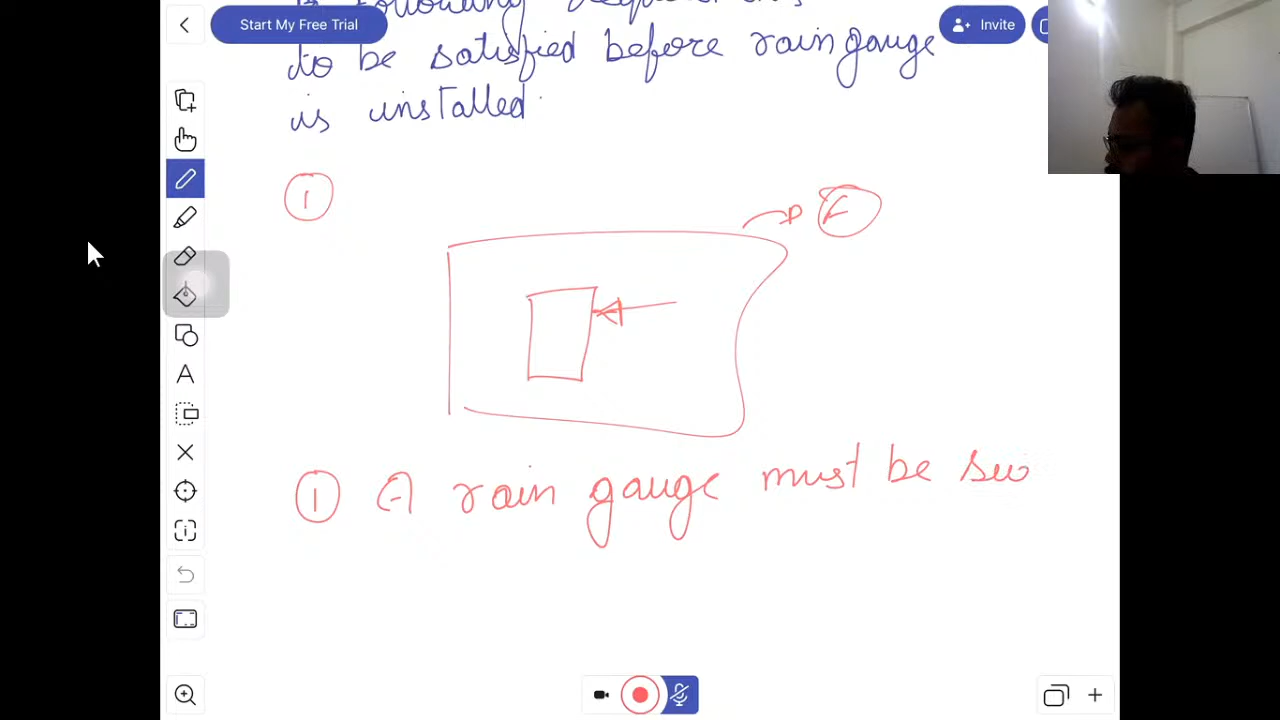 Start My Free Trial
Invite
to be satisfied before rain gauge
is installed
1
F
1 A rain gauge must be